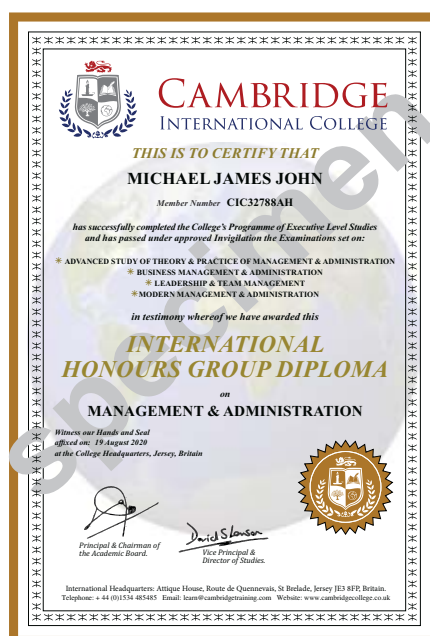 CAMBRIDGE
INTERNATIONAL COLLEGE
THIS IS TO CERTIFY THAT
MICHAEL JAMES JOHN
Member Number CIC32788AH
has successfully completed the College's Programme of Executive Level Studies
and has passed under approved Invigilation the Examinations set on:
* ADVANCED STUDY OF THEORY & PRACTICE OF MANAGEMENT & ADMINISTRATION
* BUSINESS MANAGEMENT & ADMINISTRATION
* LEADERSHIP & TEAM MANAGEMENT
*MODERN MANAGEMENT & ADMINISTRATION
in testimony whereof we have awarded this
INTERNATIONAL
HONOURS GROUP DIPLOMA
on
MANAGEMENT & ADMINISTRATION
Witness our Hands and Seal
affixed on: 19 August 2020
at the College Headquarters, Jersey, Britain
Principal & Chairman of
the Academic Board.
Vice Principal &
Director of Studies.
International Headquarters: Attique House, Route de Quennevais, St Brelade, Jersey JE3 8FP, Britain.
Telephone: + 44 (0)1534 485485 Email: learn@cambridgetraining.com Website: www.cambridgecollege.co.uk
specimen